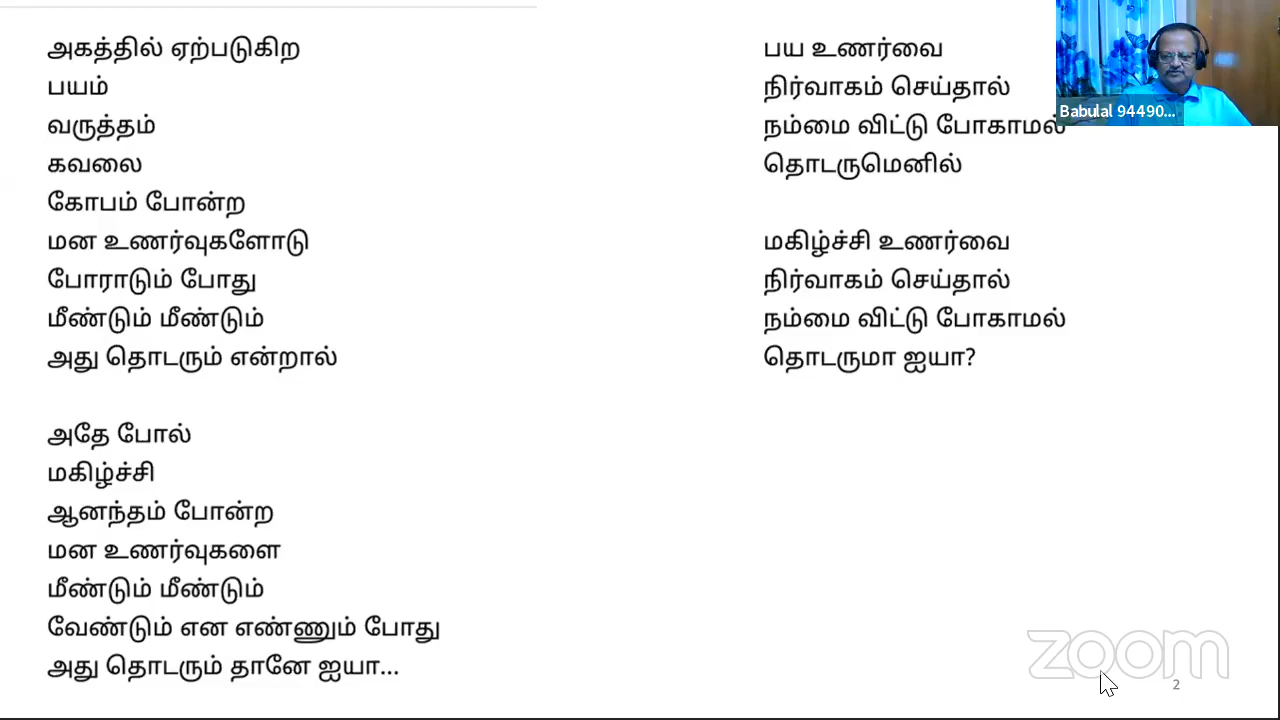 அகத்தில் ஏற்படுகிற
பயம்
வருத்தம்
கவலை
கோபம் போன்ற
மன உணர்வுகளோடு
போராடும் போது
மீண்டும் மீண்டும்
அது தொடரும் என்றால்
அதே போல்
மகிழ்ச்சி
ஆனந்தம் போன்ற
மன உணர்வுகளை
மீண்டும் மீண்டும்
வேண்டும் என எண்ணும் போது
அது தொடரும் தானே ஐயா...
பய உணர்வை
நிர்வாகம் செய்தால்
நம்மை விட்டு போகாமல்
தொடருமெனில்
மகிழ்ச்சி உணர்வை
நிர்வாகம் செய்தால்
நம்மை விட்டு போகாமல்
தொடருமா ஐயா?
Babulal 94490...
zoom
2